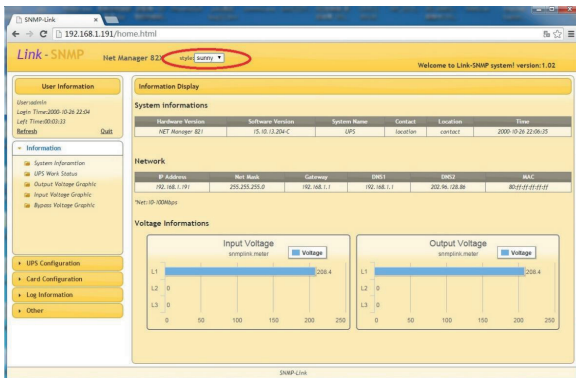 SNMP-Link
192.168.1.191/home.html
Link - SNMP Net Manager 82X style: sunny
Welcome to Link-SNMP system! version:1.02
User Information
User:admin
Login Time:2000-10-26 22:04
Left Time:00:03:33
Refresh Quit
Information
System Inforamtion
UPS Work Status
Output Voltage Graphic
Input Voltage Graphic
Bypass Voltage Graphic
UPS Configuration
Card Configuration
Log Information
Other
Information Display
System informations
Hardware Version Software Version System Name Contact Location Time
NET Manager 821 15.10.13.204-C UPS location contact 2000-10-26 22:06:35
Network
IP Address Net Mask Gateway DNS1 DNS2 MAC
192.168.1.191 255.255.255.0 192.168.1.1 192.168.1.1 202.96.128.86 80:ff:ff:ff:ff:ff
*Net:10-100Mbps
Voltage Informations
Input Voltage
snmplink meter
Voltage
L1 208.4
L2 0
L3 0
0 50 100 150 200 250
Output Voltage
snmplink meter
Voltage
L1 208.4
L2 0
L3 0
0 50 100 150 200 250
SNMP-Link